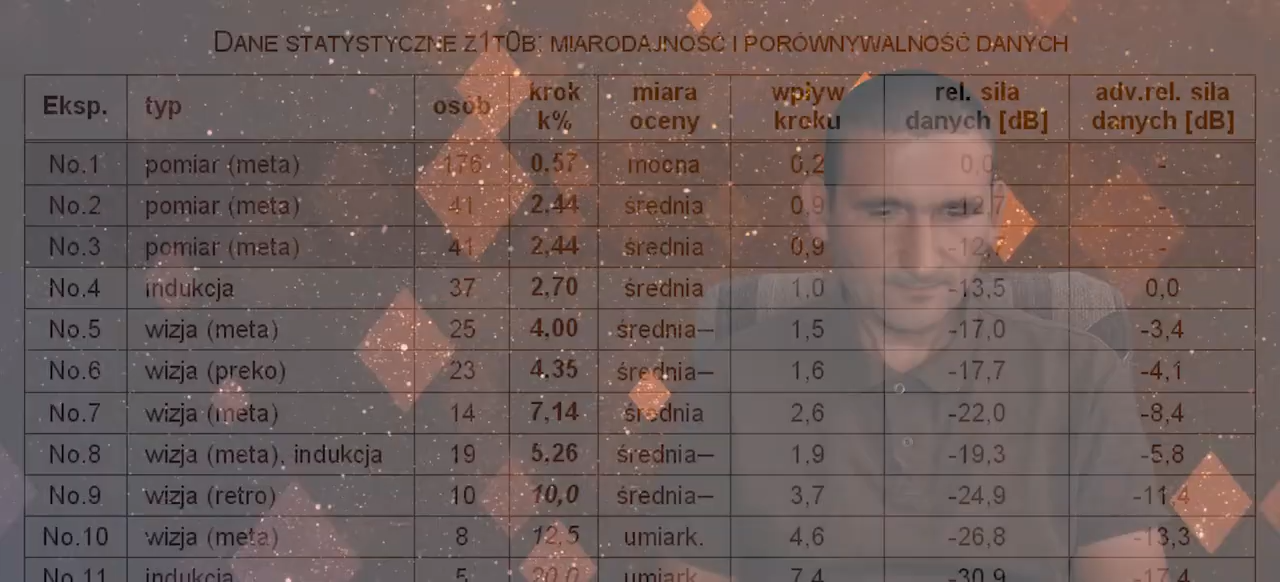 DANE STATYSTYCZNE Z1T0B: MIARODAJNOŚĆ I PORÓWNYWALNOŚĆ DANYCH
Eksp. typ osób krok k% miara oceny wpływ kroku rel. siła danych [dB] adv.rel. siła danych [dB]
No.1 pomiar (meta) 176 0,57 mocna 0,2 0,0 -
No.2 pomiar (meta) 41 2,44 średnia 0,9 -12,7 -
No.3 pomiar (meta) 41 2,44 średnia 0,9 -12,7 -
No.4 indukcja 37 2,70 średnia 1,0 -13,5 0,0
No.5 wizja (meta) 25 4,00 średnia– 1,5 -17,0 -3,4
No.6 wizja (preko) 23 4,35 średnia– 1,6 -17,7 -4,1
No.7 wizja (meta) 14 7,14 średnia 2,6 -22,0 -8,4
No.8 wizja (meta), indukcja 19 5,26 średnia– 1,9 -19,3 -5,8
No.9 wizja (retro) 10 10,0 średnia– 3,7 -24,9 -11,4
No.10 wizja (meta) 8 12,5 umiark. 4,6 -26,8 -13,3
No.11 indukcja 5 20,0 umiark. 7,4 -30,9 -17,4